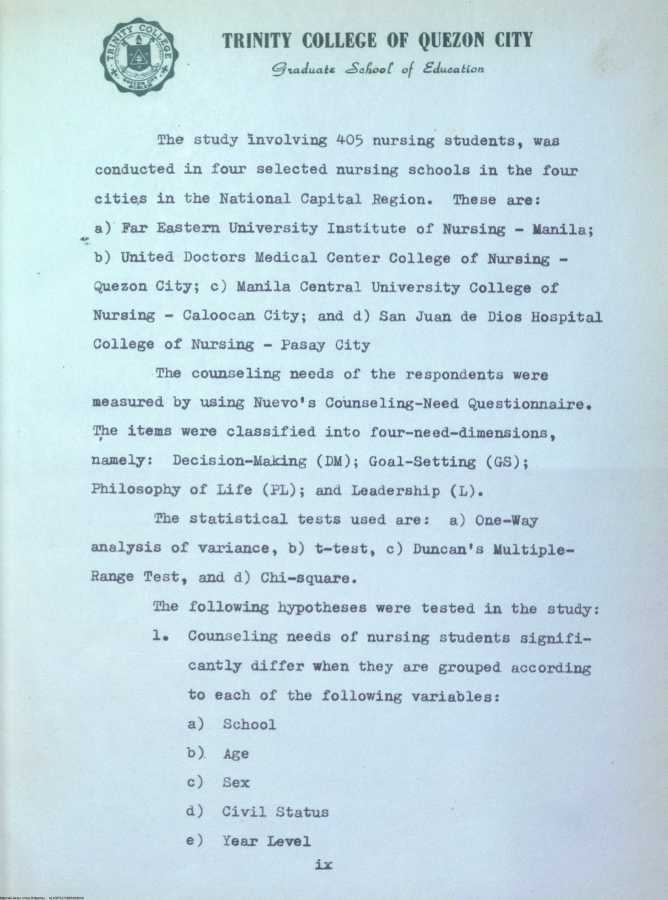 TRINITY COLLEGE
TRINITY COLLEGE OF QUEZON CITY
Graduate School of Education
The study involving 405 nursing students, was
conducted in four selected nursing schools in the four
cities in the National Capital Region. These are:
a) Far Eastern University Institute of Nursing - Manila;
b) United Doctors Medical Center College of Nursing -
Quezon City; c) Manila Central University College of
Nursing - Caloocan City; and d) San Juan de Dios Hospital
College of Nursing - Pasay City
The counseling needs of the respondents were
measured by using Nuevo's Counseling-Need Questionnaire.
The items were classified into four-need-dimensions,
namely: Decision-Making (DM); Goal-Setting (GS);
Philosophy of Life (PL); and Leadership (L).
The statistical tests used are: a) One-Way
analysis of variance, b) t-test, c) Duncan's Multiple-
Range Test, and d) Chi-square.
The following hypotheses were tested in the study:
1. Counseling needs of nursing students signifi-
cantly differ when they are grouped according
to each of the following variables:
a) School
b) Age
c) Sex
d) Civil Status
e) Year Level
ix